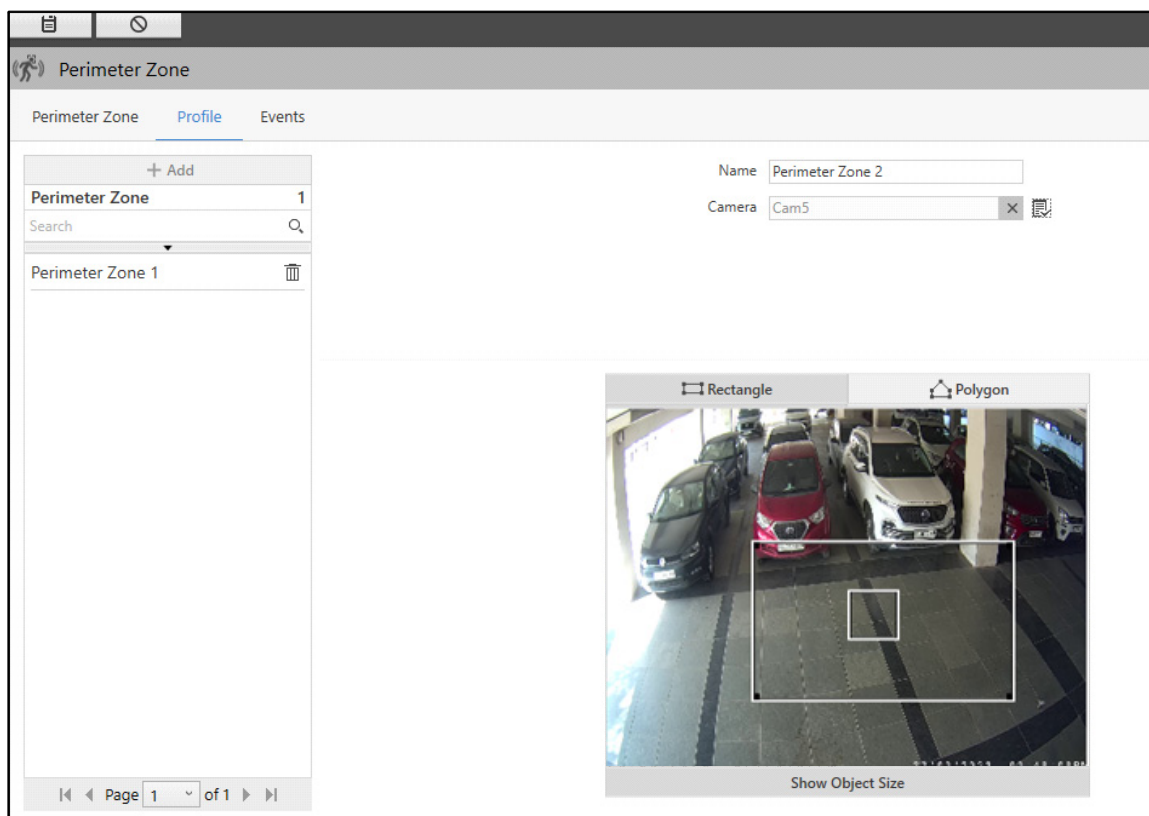 Perimeter Zone
Perimeter Zone Profile Events
+ Add
Perimeter Zone 1
Search
Perimeter Zone 1
Name Perimeter Zone 2
Camera Cam5
Rectangle Polygon
Show Object Size
Page 1 of 1